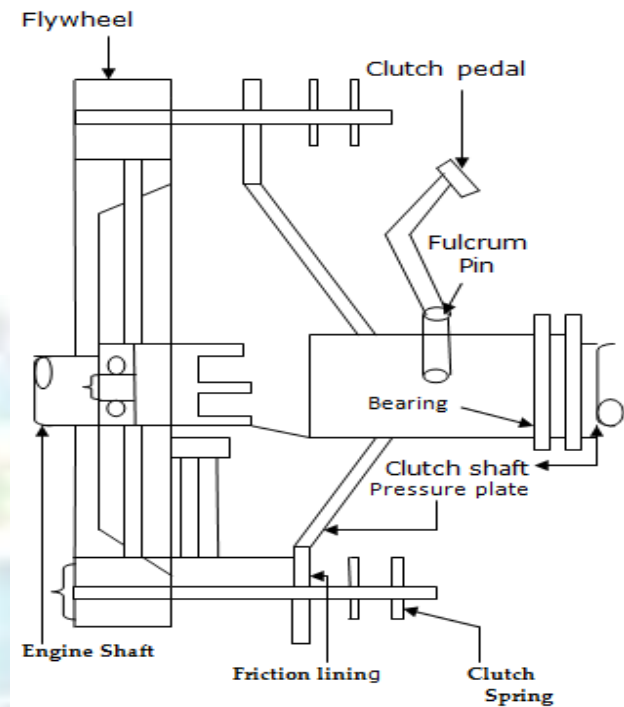 Flywheel
Clutch pedal
Fulcrum
Pin
Bearing
Clutch shaft
Pressure plate
Engine Shaft
Friction lining
Clutch
Spring